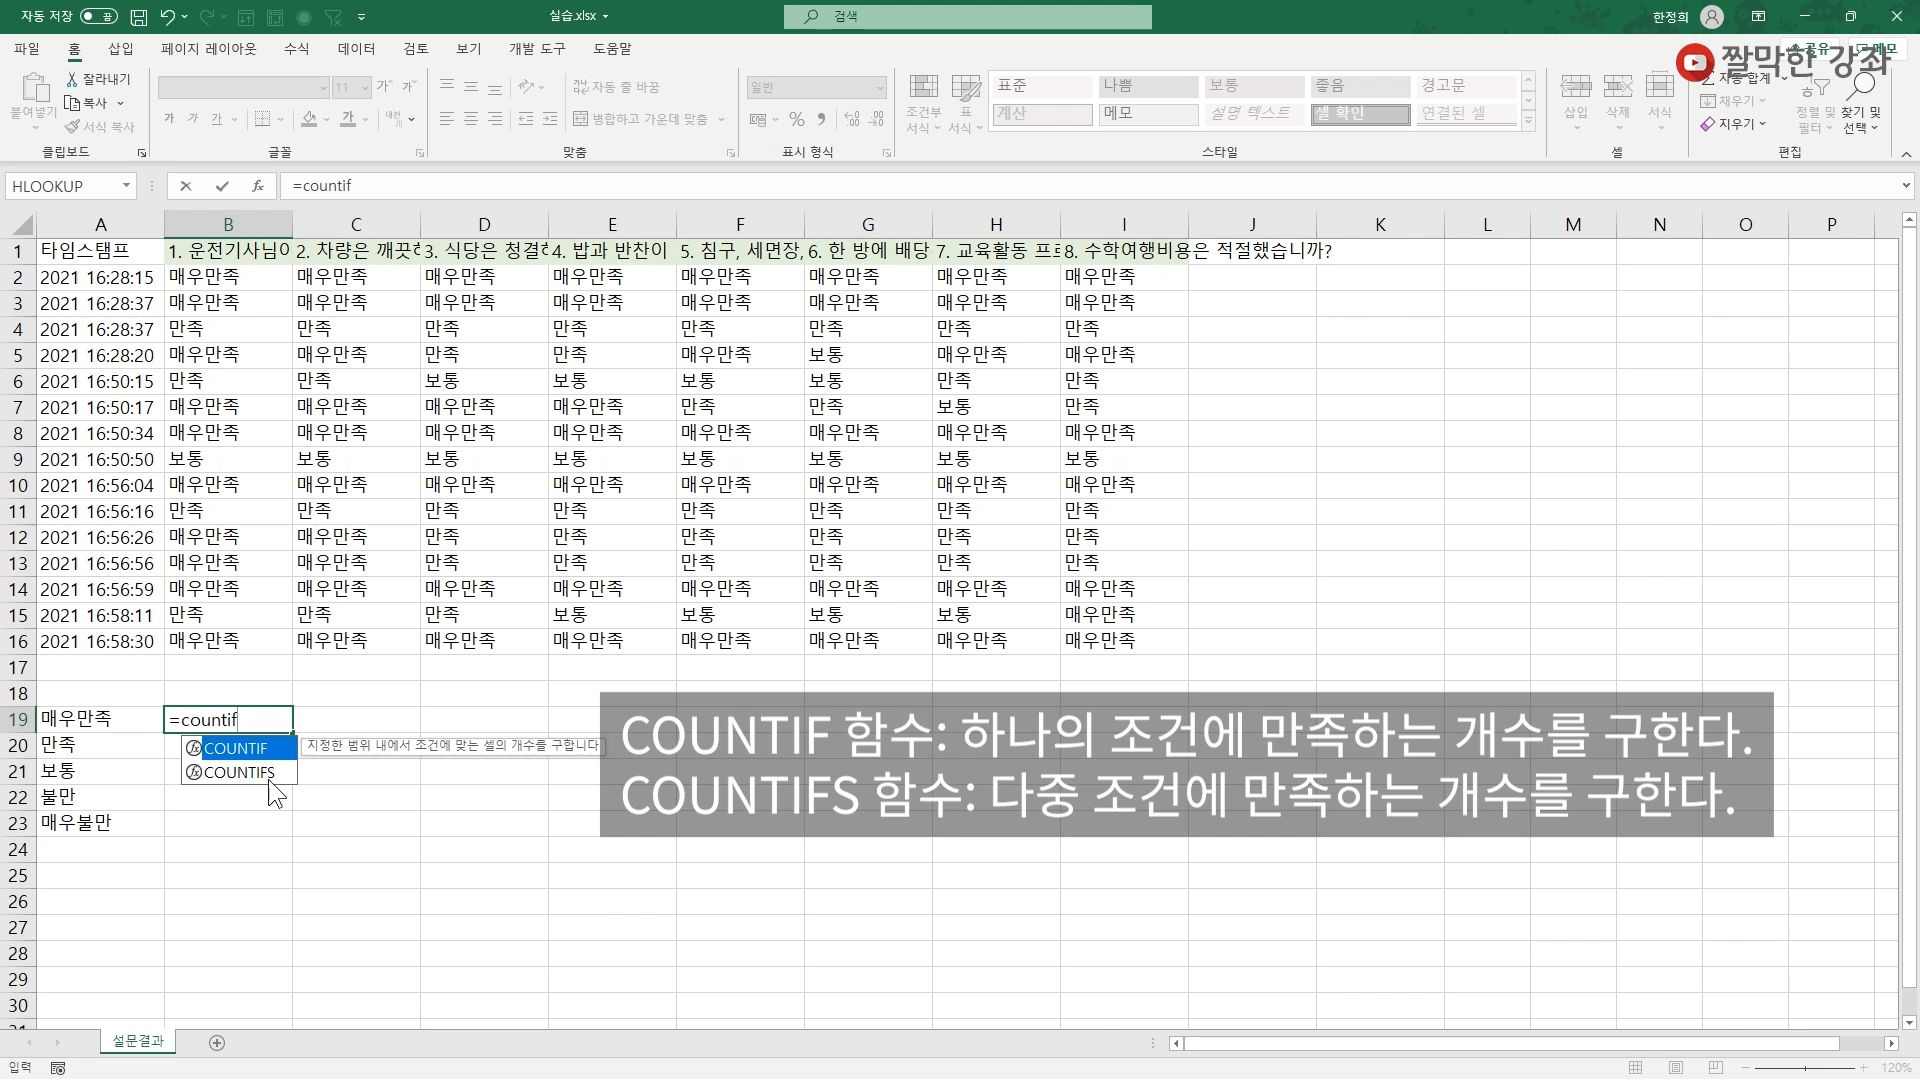 자동 저장 끔 실습.xlsx 검색 한정희
파일 홈 삽입 페이지 레이아웃 수식 데이터 검토 보기 개발 도구 도움말 공유 메모
짤막한 강좌
붙여넣기 잘라내기 복사 서식 복사 클립보드
11 가 가 가 가 가 가 내천 글꼴
자동 줄 바꿈 병합하고 가운데 맞춤 맞춤
일반 % 표시 형식
조건부 서식 표 서식
표준 나쁨 보통 좋음 경고문
계산 메모 설명 텍스트 셀 확인 연결된 셀
스타일
삽입 삭제 서식 셀
자동 합계 채우기 지우기 정렬 및 필터 찾기 및 선택 편집
HLOOKUP fx =countif
A B C D E F G H I J K L M N O P
1 타임스탬프 1. 운전기사님이 2. 차량은 깨끗 3. 식당은 청결 4. 밥과 반찬이 5. 침구, 세면장, 6. 한 방에 배당 7. 교육활동 프 8. 수학여행비용은 적절했습니까?
2 2021 16:28:15 매우만족 매우만족 매우만족 매우만족 매우만족 매우만족 매우만족 매우만족
3 2021 16:28:37 매우만족 매우만족 매우만족 매우만족 매우만족 매우만족 매우만족 매우만족
4 2021 16:28:37 만족 만족 만족 만족 만족 만족 만족 만족
5 2021 16:28:20 매우만족 매우만족 만족 만족 매우만족 보통 매우만족 매우만족
6 2021 16:50:15 만족 만족 보통 보통 보통 보통 만족 만족
7 2021 16:50:17 매우만족 매우만족 매우만족 매우만족 만족 만족 보통 만족
8 2021 16:50:34 매우만족 매우만족 매우만족 매우만족 매우만족 매우만족 매우만족 매우만족
9 2021 16:50:50 보통 보통 보통 보통 보통 보통 보통 보통
10 2021 16:56:04 매우만족 매우만족 매우만족 매우만족 매우만족 매우만족 매우만족 매우만족
11 2021 16:56:16 만족 만족 만족 만족 만족 만족 만족 만족
12 2021 16:56:26 매우만족 매우만족 만족 만족 만족 만족 만족 만족
13 2021 16:56:56 매우만족 매우만족 만족 만족 만족 만족 만족 만족
14 2021 16:56:59 매우만족 매우만족 매우만족 매우만족 매우만족 매우만족 매우만족 매우만족
15 2021 16:58:11 만족 만족 만족 보통 보통 보통 보통 매우만족
16 2021 16:58:30 매우만족 매우만족 매우만족 매우만족 매우만족 매우만족 매우만족 매우만족
17
18
19 매우만족 =countif
20 만족 COUNTIF 지정한 범위 내에서 조건에 맞는 셀의 개수를 구합니다
21 보통 COUNTIFS
22 불만
23 매우불만
24
25
26
27
28
29
30
COUNTIF 함수: 하나의 조건에 만족하는 개수를 구한다.
COUNTIFS 함수: 다중 조건에 만족하는 개수를 구한다.
설문결과
입력 120%